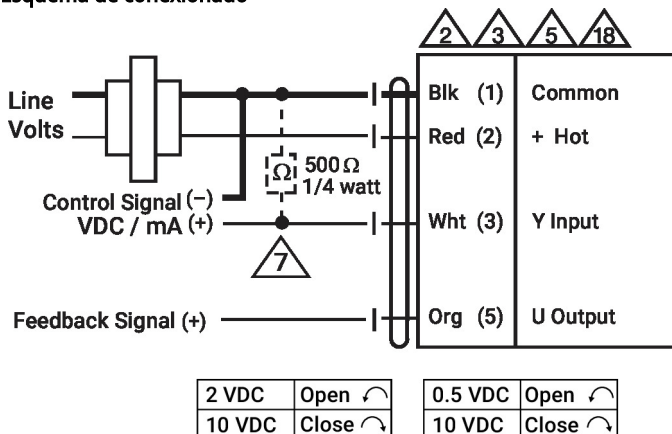 Esquema de conexionado
2 3 5 18
Line
Volts
Blk (1) Common
Red (2) + Hot
Ω 500 Ω
1/4 watt
Control Signal (−)
VDC / mA (+)
Wht (3) Y Input
7
Feedback Signal (+)
Org (5) U Output
2 VDC Open 0.5 VDC Open
10 VDC Close 10 VDC Close